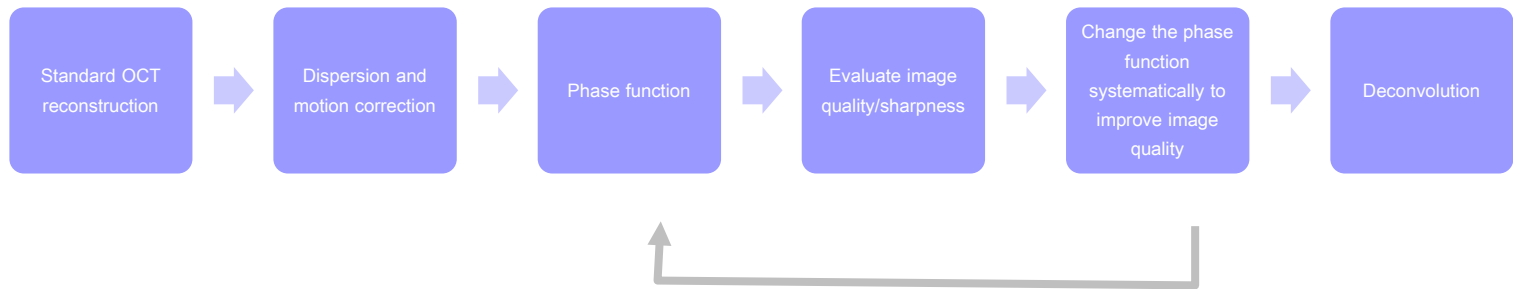 Standard OCT
reconstruction
Dispersion and
motion correction
Phase function
Evaluate image
quality/sharpness
Change the phase
function
systematically to
improve image
quality
Deconvolution